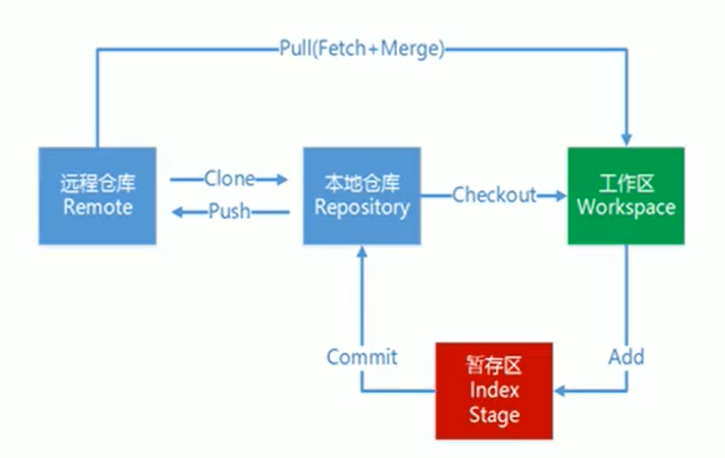 Pull(Fetch+Merge)
远程仓库
Remote
Clone
Push
本地仓库
Repository
Checkout
工作区
Workspace
Commit
暂存区
Index
Stage
Add